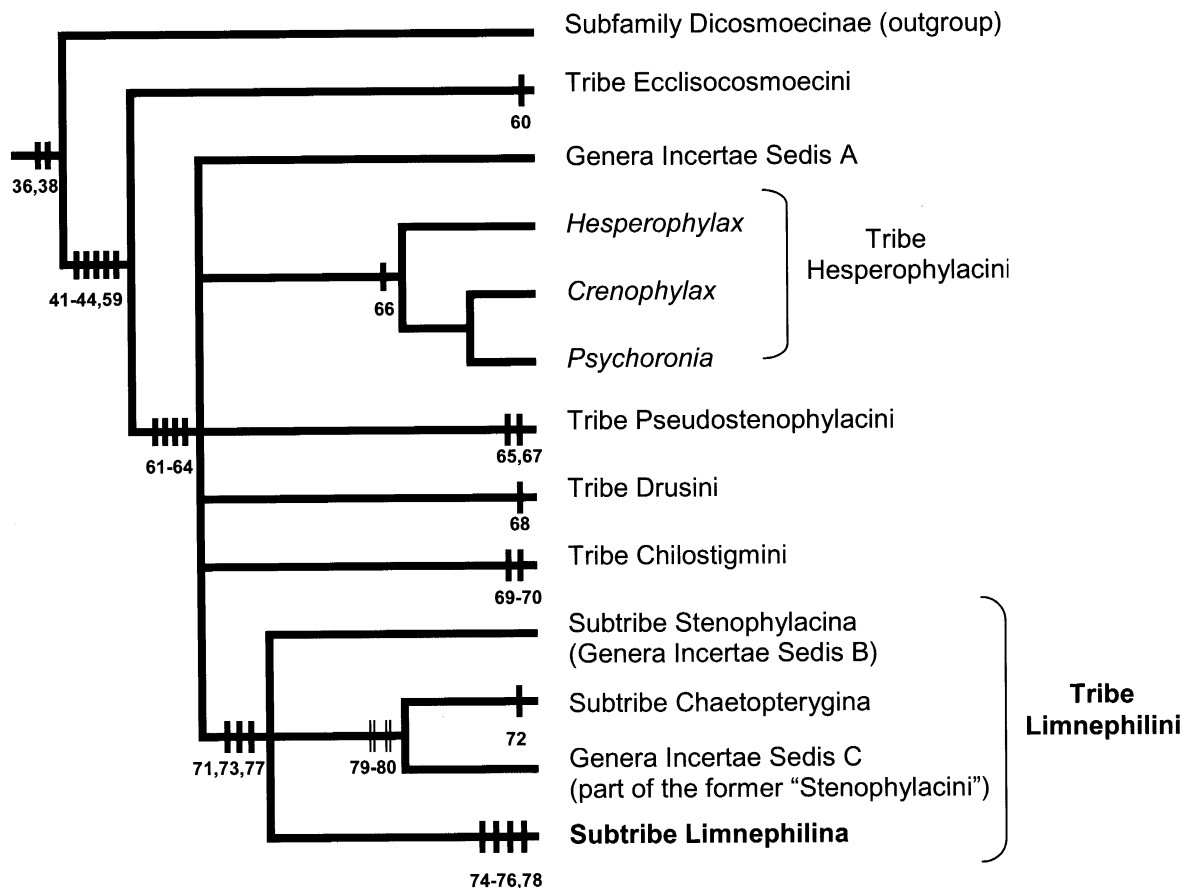 Subfamily Dicosmoecinae (outgroup)
Tribe Ecclisocosmoecini
60
Genera Incertae Sedis A
36,38
Hesperophylax
Tribe
Hesperophylacini
41-44,59
Crenophylax
66
Psychoronia
Tribe Pseudostenophylacini
61-64
65,67
Tribe Drusini
68
Tribe Chilostigmini
69-70
Subtribe Stenophylacina
(Genera Incertae Sedis B)
Subtribe Chaetopterygina
72
Tribe
Limnephilini
71,73,77
79-80
Genera Incertae Sedis C
(part of the former “Stenophylacini”)
Subtribe Limnephilina
74-76,78